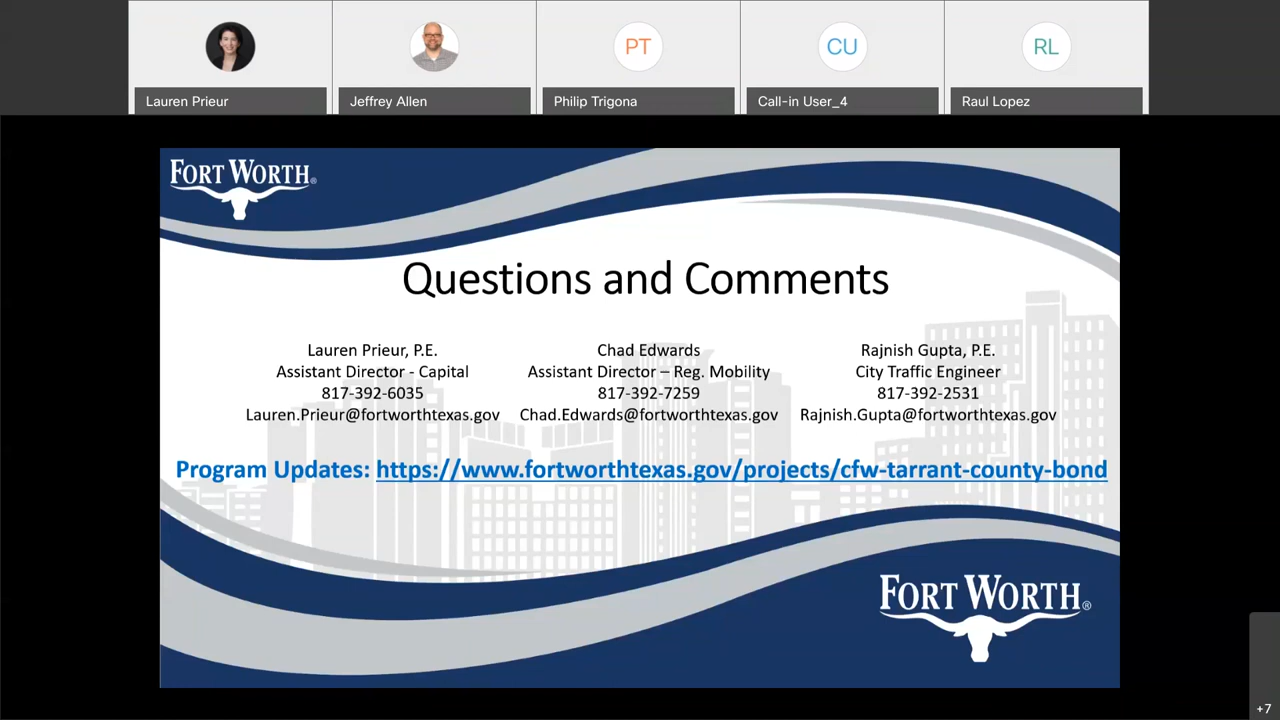 PT
CU
RL
Lauren Prieur
Jeffrey Allen
Philip Trigona
Call-in User_4
Raul Lopez
FORT WORTH®
Questions and Comments
Lauren Prieur, P.E.
Assistant Director - Capital
817-392-6035
Lauren.Prieur@fortworthtexas.gov
Chad Edwards
Assistant Director – Reg. Mobility
817-392-7259
Chad.Edwards@fortworthtexas.gov
Rajnish Gupta, P.E.
City Traffic Engineer
817-392-2531
Rajnish.Gupta@fortworthtexas.gov
Program Updates: https://www.fortworthtexas.gov/projects/cfw-tarrant-county-bond
FORT WORTH®
+7